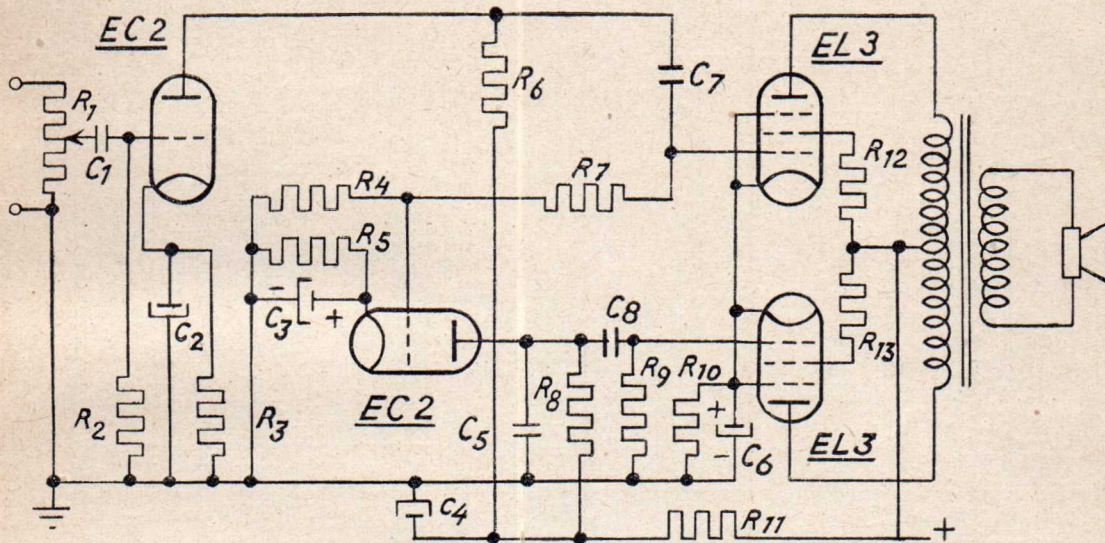 EC2
EL3
R1
C1
R6
C7
R12
R4
R7
R5
C3
- +
C2
C8
R13
R2
R3
EC2
C5
R8
R9
R10
+
-
C6
EL3
C4
R11
+